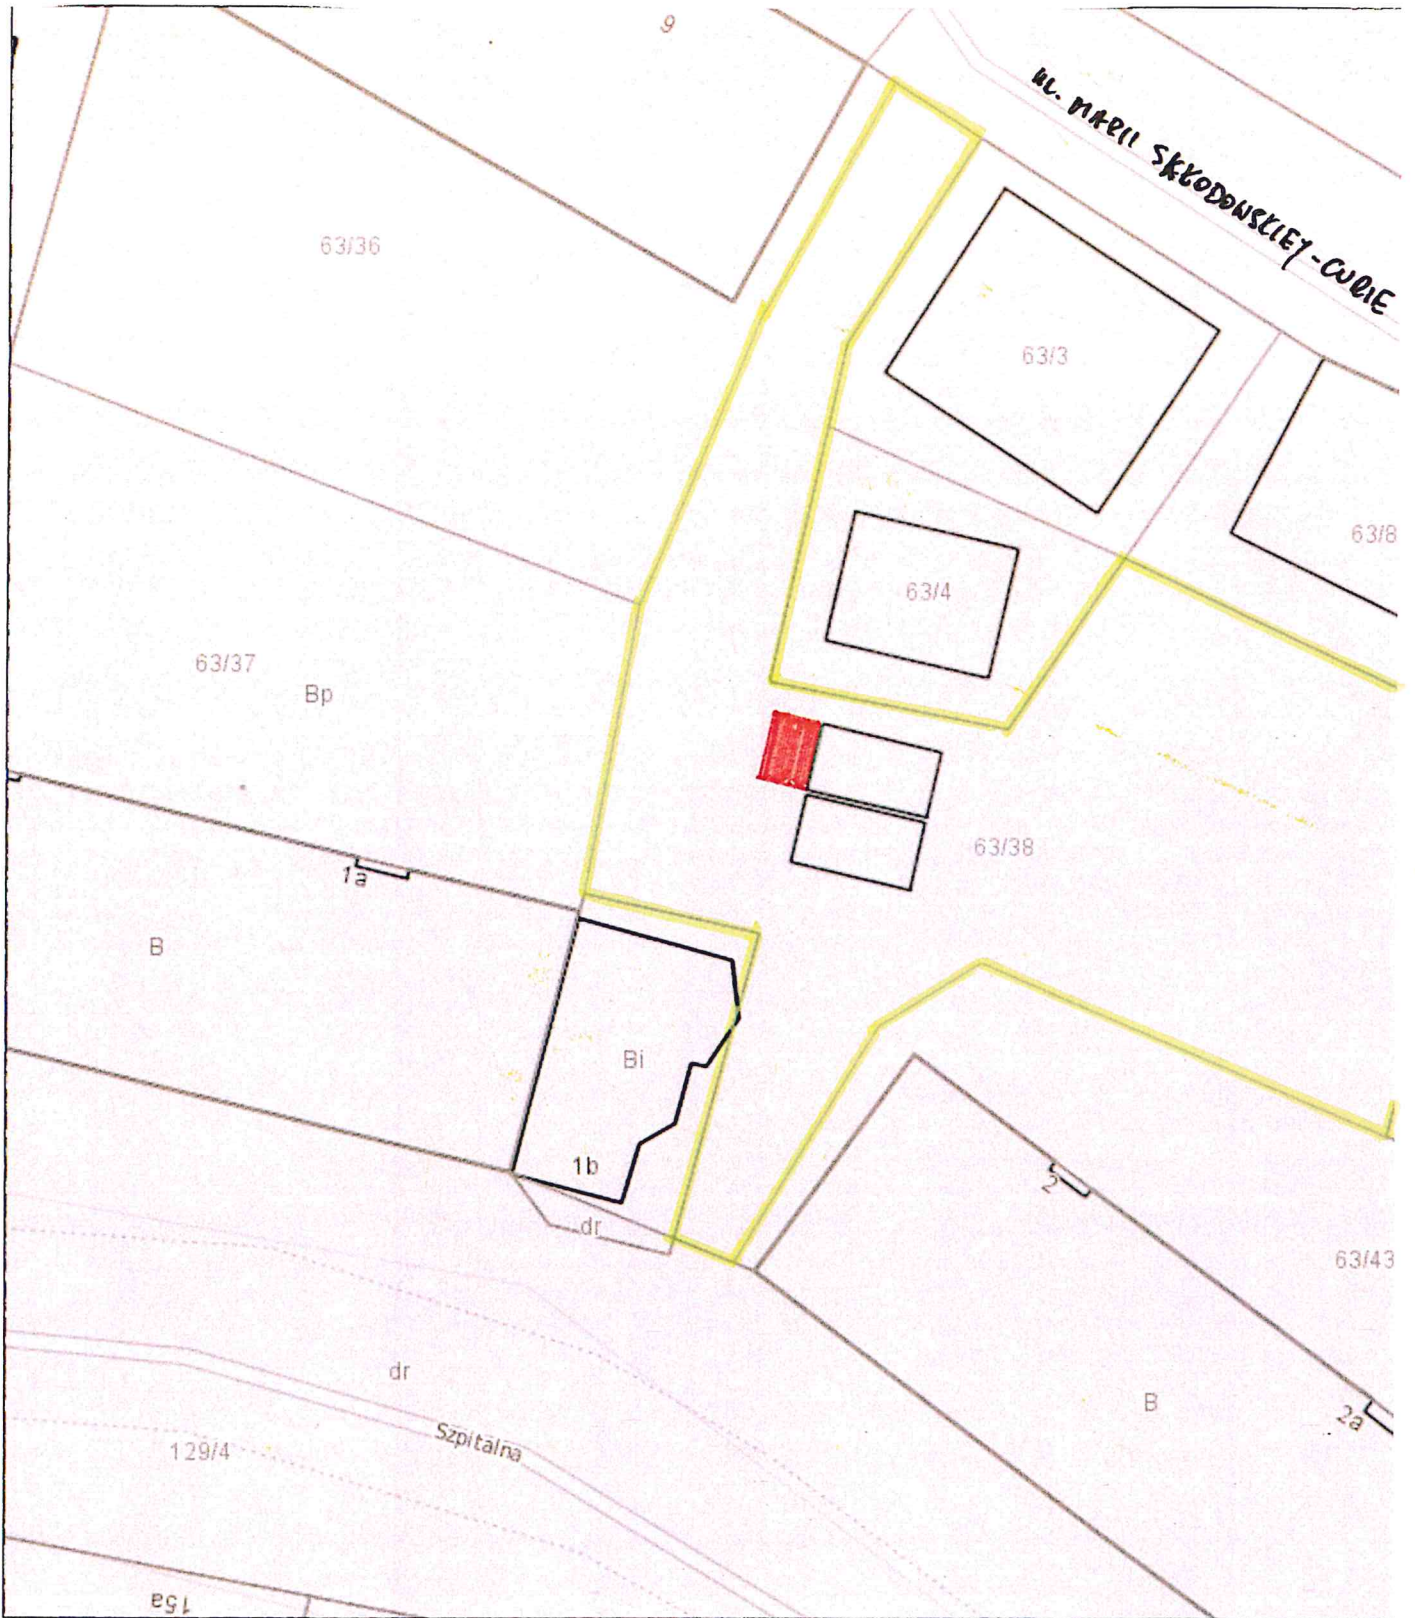 9
ul. MARII SKŁODOWSKIEJ-CURIE
63/36
63/3
63/8
63/4
63/37
Bp
63/38
1a
B
Bi
1b
2
dr
63/43
dr
B
2a
Szpitalna
129/4
15a